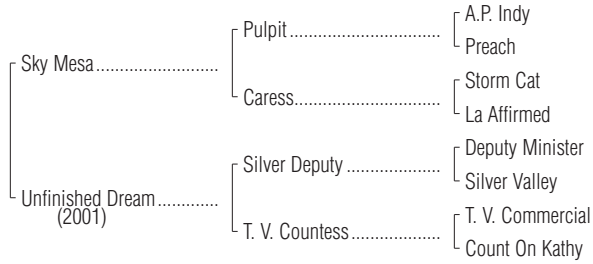 A.P. Indy
Pulpit
Preach
Sky Mesa
Storm Cat
Caress
La Affirmed
Deputy Minister
Silver Deputy
Silver Valley
Unfinished Dream
(2001)
T. V. Commercial
T. V. Countess
Count On Kathy